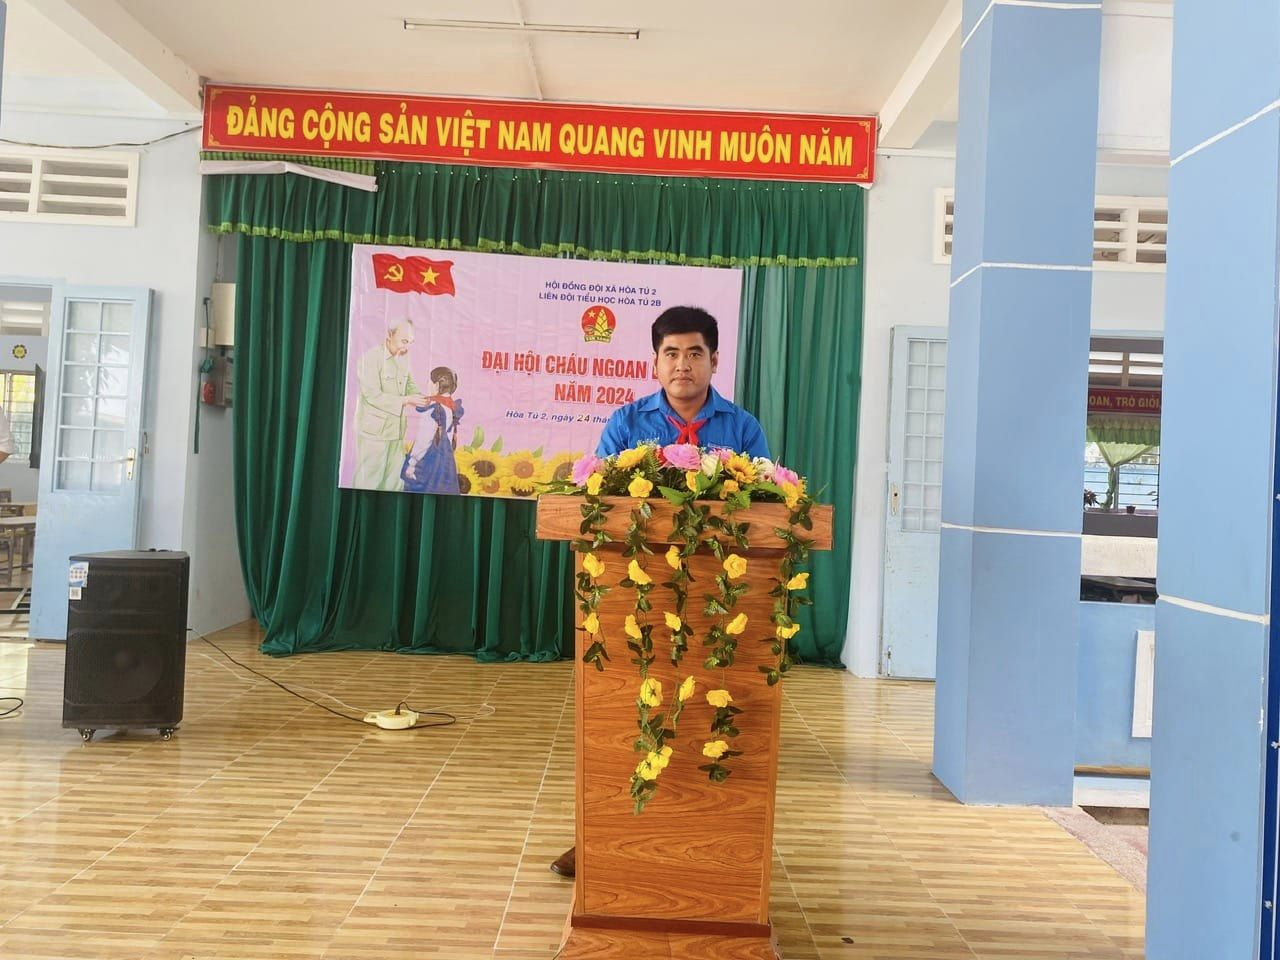 ĐẢNG CỘNG SẢN VIỆT NAM QUANG VINH MUÔN NĂM
HỘI ĐỒNG ĐỘI XÃ HÒA TÚ 2
LIÊN ĐỘI TIỂU HỌC HÒA TÚ 2B
ĐẠI HỘI CHÁU NGOAN
NĂM 2024
Hòa Tú 2, ngày 24 thán
OAN, TRÒ GIỎI